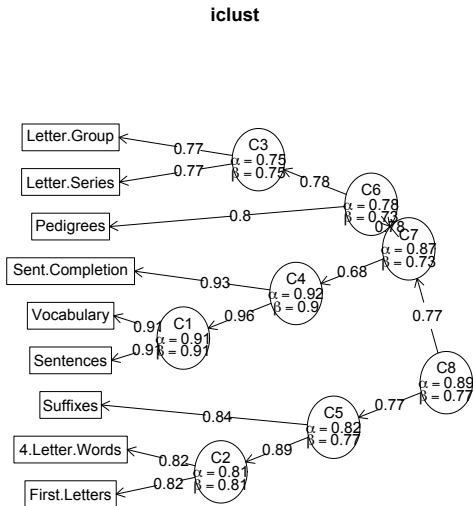 iclust
Letter.Group
0.77
C3
α = 0.75
β = 0.75
0.77
Letter.Series
0.78
C6
α = 0.78
β = 0.73
Pedigrees
0.8
0.78
C7
α = 0.87
β = 0.73
Sent.Completion
0.93
C4
α = 0.92
β = 0.9
0.68
Vocabulary
0.91
C1
α = 0.91
β = 0.91
0.96
0.77
Sentences
0.91
C8
α = 0.89
β = 0.77
Suffixes
0.84
C5
α = 0.82
β = 0.77
0.77
4.Letter.Words
0.82
C2
α = 0.81
β = 0.81
0.89
First.Letters
0.82